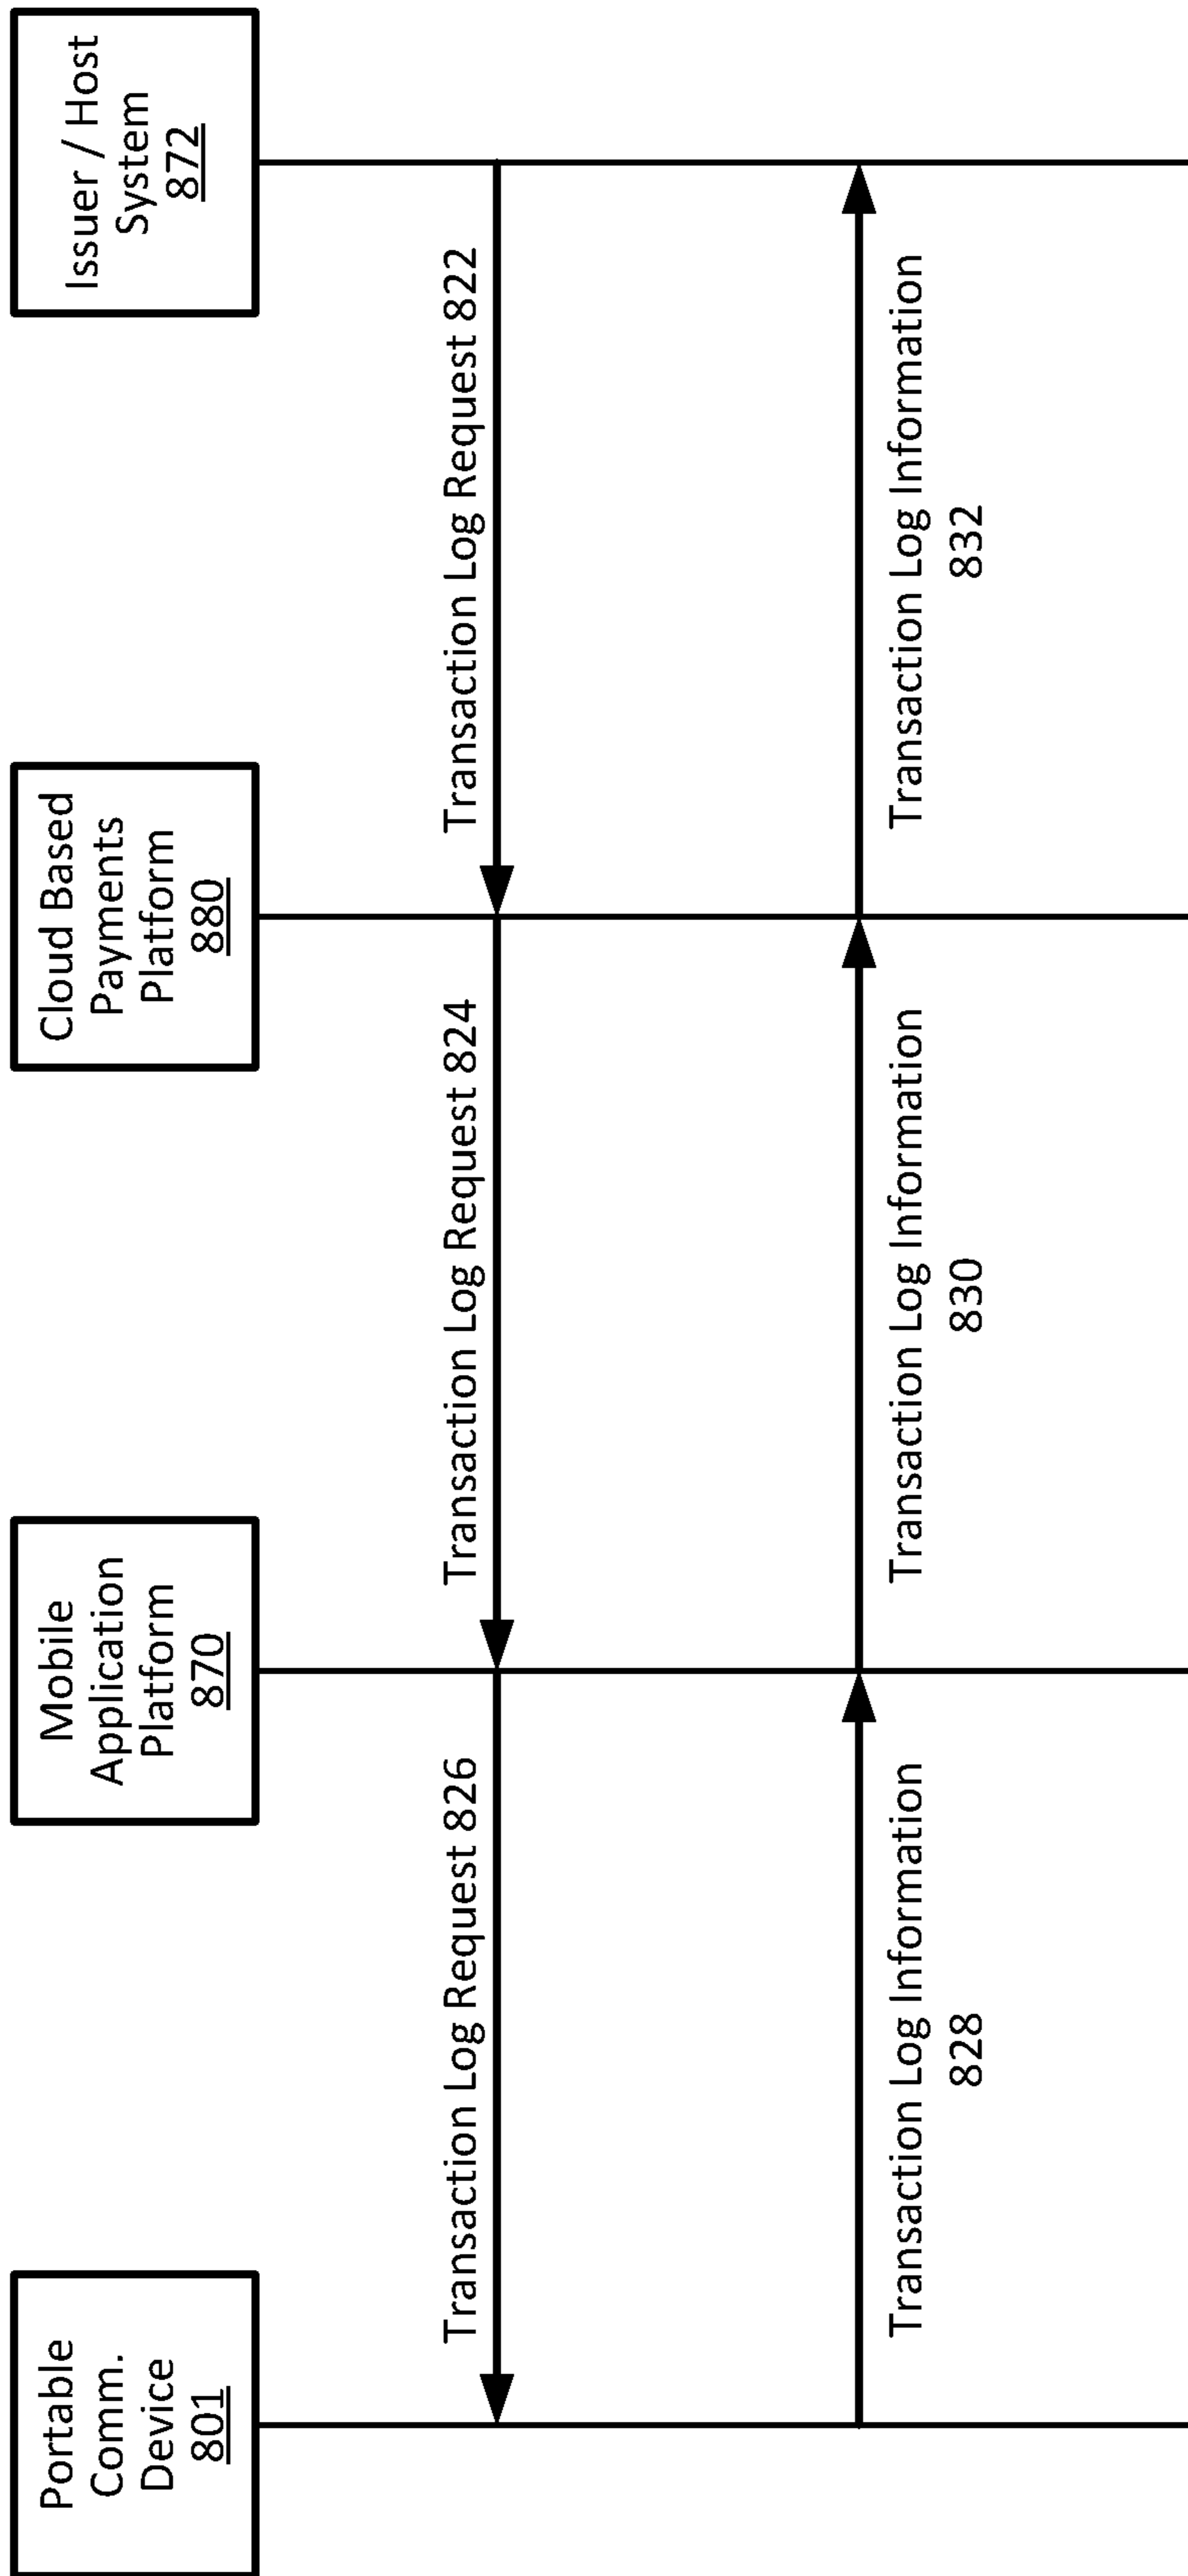 Portable
Comm.
Device
801
Mobile
Application
Platform
870
Cloud Based
Payments
Platform
880
Issuer / Host
System
872
Transaction Log Request 826
Transaction Log Request 824
Transaction Log Request 822
Transaction Log Information
828
Transaction Log Information
830
Transaction Log Information
832